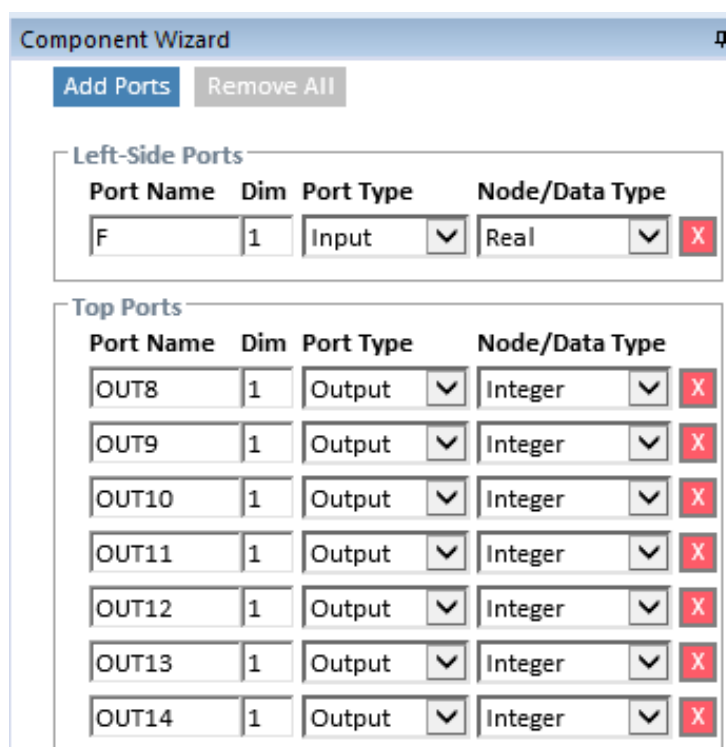 Component Wizard
Add Ports Remove All
Left-Side Ports
Port Name Dim Port Type Node/Data Type
F 1 Input Real X
Top Ports
Port Name Dim Port Type Node/Data Type
OUT8 1 Output Integer X
OUT9 1 Output Integer X
OUT10 1 Output Integer X
OUT11 1 Output Integer X
OUT12 1 Output Integer X
OUT13 1 Output Integer X
OUT14 1 Output Integer X